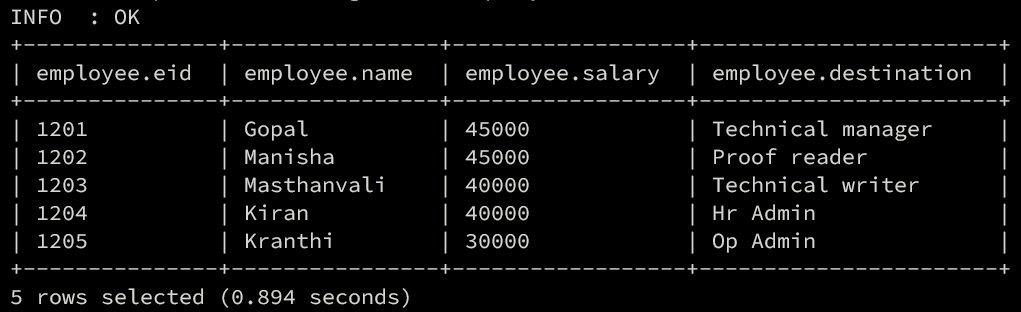 INFO  : OK
+----------------+----------------+------------------+-----------------------+
| employee.eid  | employee.name  | employee.salary  | employee.destination  |
+----------------+----------------+------------------+-----------------------+
| 1201          | Gopal          | 45000            | Technical manager     |
| 1202          | Manisha        | 45000            | Proof reader          |
| 1203          | Masthanvali    | 40000            | Technical writer      |
| 1204          | Kiran          | 40000            | Hr Admin              |
| 1205          | Kranthi        | 30000            | Op Admin              |
+----------------+----------------+------------------+-----------------------+
5 rows selected (0.894 seconds)